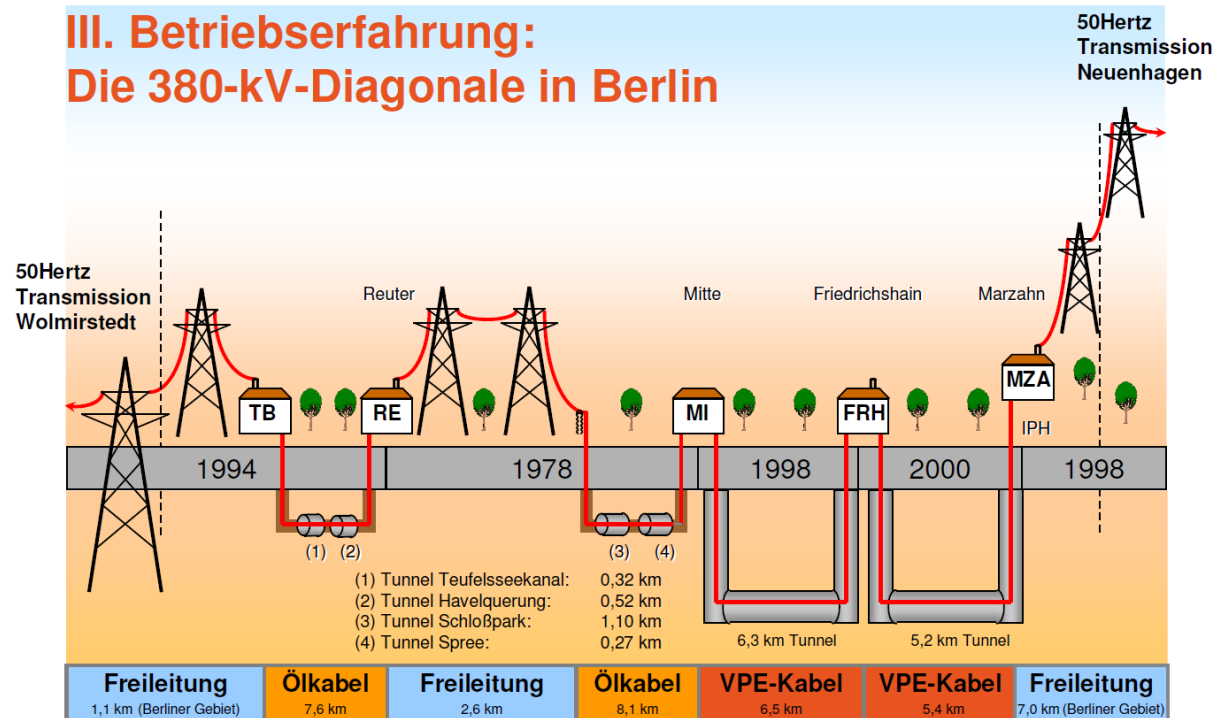 III. Betriebserfahrung:
Die 380-kV-Diagonale in Berlin
50Hertz
Transmission
Neuenhagen
50Hertz
Transmission
Wolmirstedt
Reuter
Mitte
Friedrichshain
Marzahn
TB
RE
MI
FRH
MZA
IPH
1994
1978
1998
2000
1998
(1)
(2)
(3)
(4)
(1) Tunnel Teufelsseekanal: 0,32 km
(2) Tunnel Havelquerung: 0,52 km
(3) Tunnel Schloßpark: 1,10 km
(4) Tunnel Spree: 0,27 km
6,3 km Tunnel
5,2 km Tunnel
Freileitung
1,1 km (Berliner Gebiet)
Ölkabel
7,6 km
Freileitung
2,6 km
Ölkabel
8,1 km
VPE-Kabel
6,5 km
VPE-Kabel
5,4 km
Freileitung
7,0 km (Berliner Gebiet)